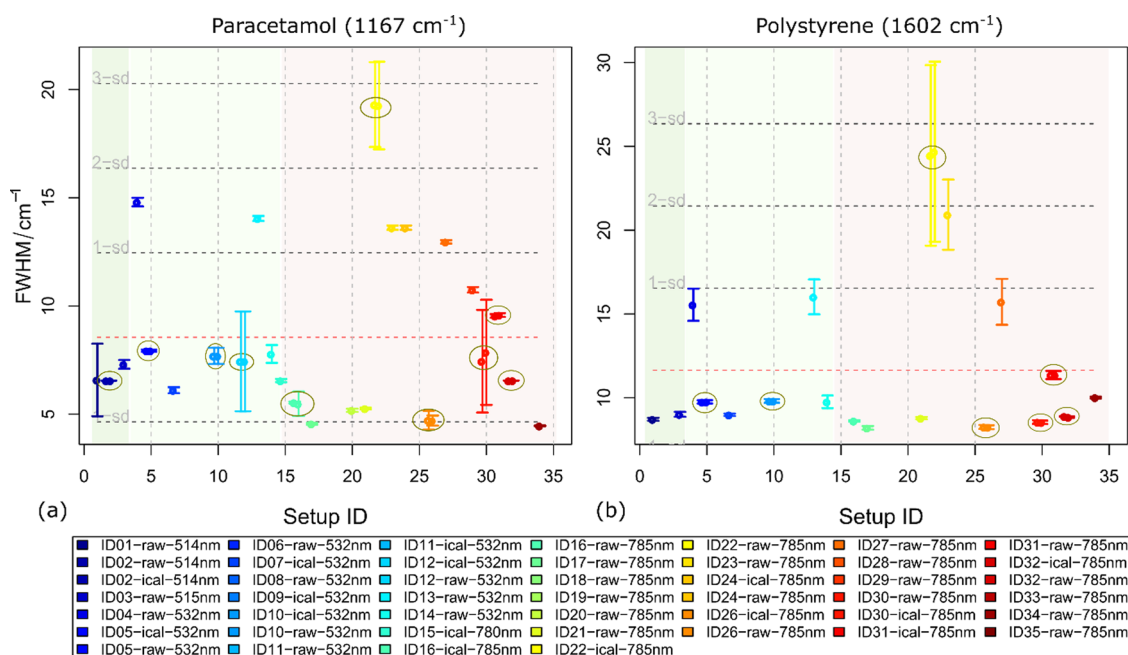 Paracetamol (1167 cm⁻¹)
Polystyrene (1602 cm⁻¹)
FWHM/cm⁻¹
20
15
10
5
3-sd
2-sd
1-sd
-sd
0 5 10 15 20 25 30 35
30
25
20
15
10
3-sd
2-sd
1-sd
0 5 10 15 20 25 30 35
(a)
Setup ID
(b)
Setup ID
ID01-raw-514nm ID06-raw-532nm ID11-ical-532nm ID16-raw-785nm ID22-raw-785nm ID27-raw-785nm ID31-raw-785nm
ID02-raw-514nm ID07-ical-532nm ID12-ical-532nm ID17-raw-785nm ID23-raw-785nm ID28-raw-785nm ID32-ical-785nm
ID02-ical-514nm ID08-raw-532nm ID12-raw-532nm ID18-raw-785nm ID24-ical-785nm ID29-raw-785nm ID32-raw-785nm
ID03-raw-515nm ID09-ical-532nm ID13-raw-532nm ID19-raw-785nm ID24-raw-785nm ID30-raw-785nm ID33-raw-785nm
ID04-raw-532nm ID10-ical-532nm ID14-raw-532nm ID20-raw-785nm ID26-ical-785nm ID30-ical-785nm ID34-raw-785nm
ID05-ical-532nm ID10-raw-532nm ID15-ical-780nm ID21-raw-785nm ID26-raw-785nm ID31-ical-785nm ID35-raw-785nm
ID05-raw-532nm ID11-raw-532nm ID16-ical-785nm ID22-ical-785nm